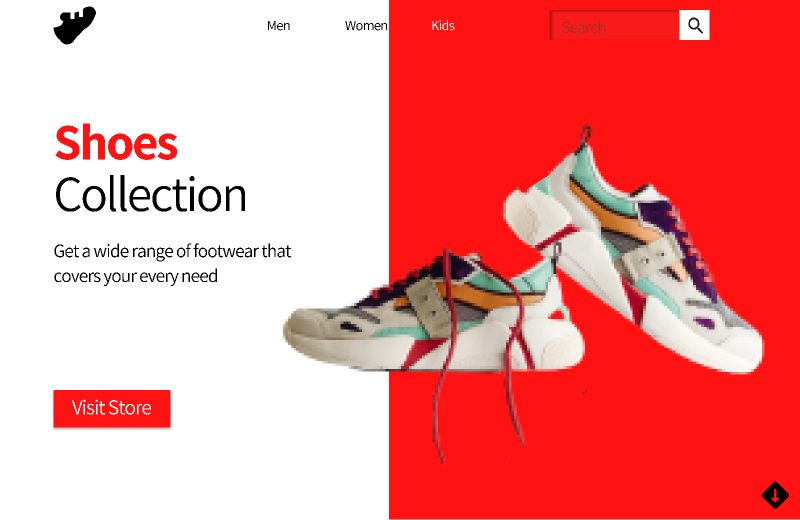 Men
Women
Kids
Search
Shoes
Collection
Get a wide range of footwear that
covers your every need
Visit Store